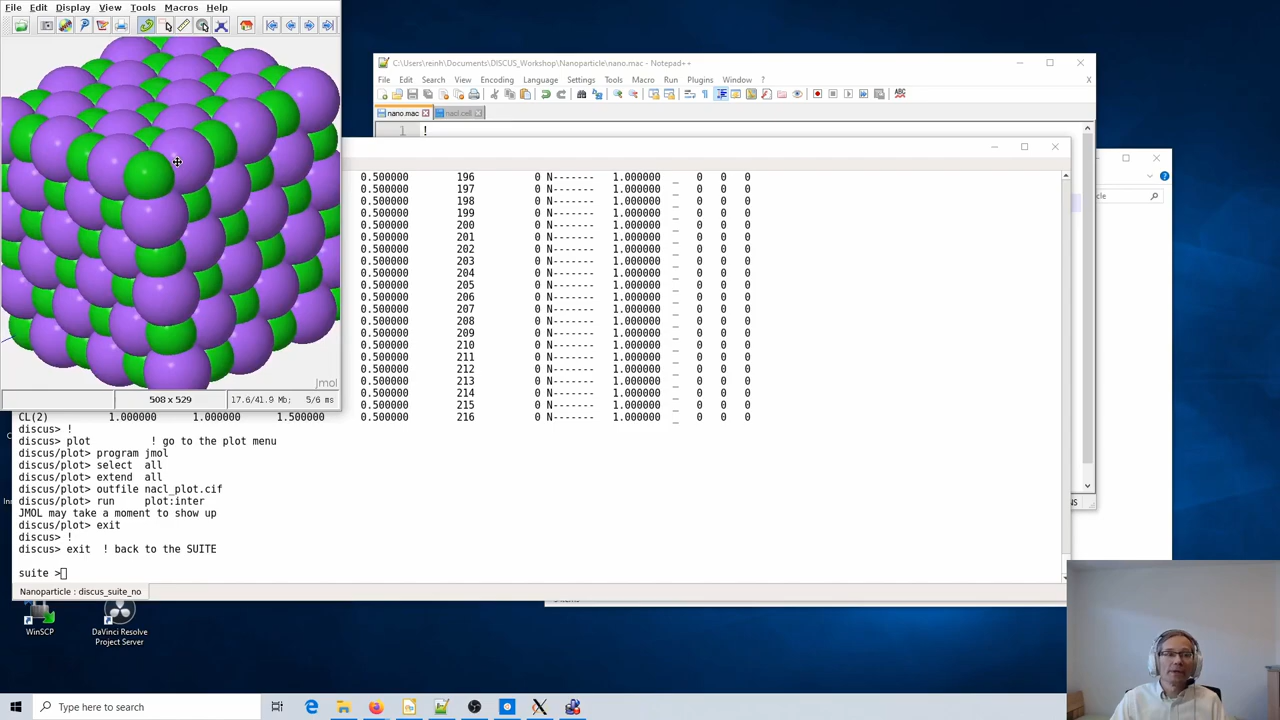 File Edit Display View Tools Macros Help
Jmol
508 x 529 17.6/41.9 Mb; 5/6 ms
C:\Users\reinh\Documents\DISCUS_Workshop\Nanoparticle\nano.mac - Notepad++
File Edit Search View Encoding Language Settings Tools Macro Run Plugins Window ? X
nano.mac nacl.cell
1 !
0.500000 196 0 N------- 1.000000 _ 0 0 0
0.500000 197 0 N------- 1.000000 _ 0 0 0
0.500000 198 0 N------- 1.000000 _ 0 0 0
0.500000 199 0 N------- 1.000000 _ 0 0 0
0.500000 200 0 N------- 1.000000 _ 0 0 0
0.500000 201 0 N------- 1.000000 _ 0 0 0
0.500000 202 0 N------- 1.000000 _ 0 0 0
0.500000 203 0 N------- 1.000000 _ 0 0 0
0.500000 204 0 N------- 1.000000 _ 0 0 0
0.500000 205 0 N------- 1.000000 _ 0 0 0
0.500000 206 0 N------- 1.000000 _ 0 0 0
0.500000 207 0 N------- 1.000000 _ 0 0 0
0.500000 208 0 N------- 1.000000 _ 0 0 0
0.500000 209 0 N------- 1.000000 _ 0 0 0
0.500000 210 0 N------- 1.000000 _ 0 0 0
0.500000 211 0 N------- 1.000000 _ 0 0 0
0.500000 212 0 N------- 1.000000 _ 0 0 0
0.500000 213 0 N------- 1.000000 _ 0 0 0
0.500000 214 0 N------- 1.000000 _ 0 0 0
0.500000 215 0 N------- 1.000000 _ 0 0 0
CL(2) 1.000000 1.000000 1.500000 0.500000 216 0 N------- 1.000000 _ 0 0 0
discus> !
discus> plot ! go to the plot menu
discus/plot> program jmol
discus/plot> select all
discus/plot> extend all
discus/plot> outfile nacl_plot.cif
discus/plot> run plot:inter
JMOL may take a moment to show up
discus/plot> exit
discus> !
discus> exit ! back to the SUITE
suite >
Nanoparticle : discus_suite_no
cle
NS
WinSCP
DaVinci Resolve
Project Server
Type here to search